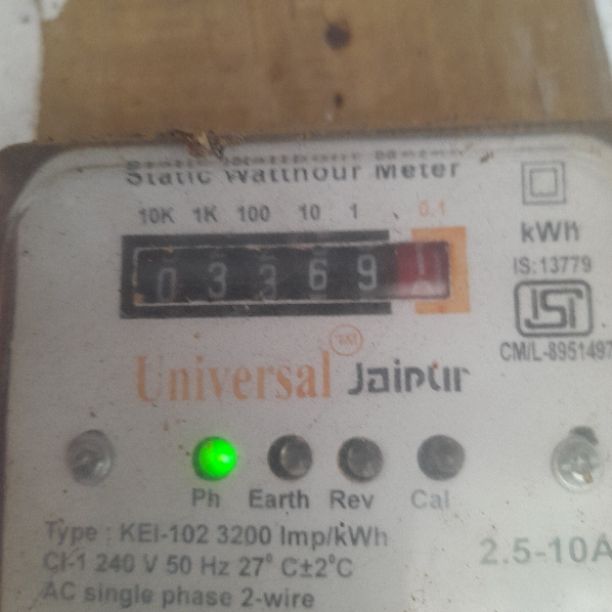 Static Watthour Meter
10K 1K 100 10 1 0.1
kWh
0 3 3 6 9 1
IS:13779
ISI
CM/L-8951497
TM
Universal Jaipur
Ph Earth Rev Cal
Type : KEI-102 3200 Imp/kWh
Cl-1 240 V 50 Hz 27° C±2°C
2.5-10A
AC single phase 2-wire